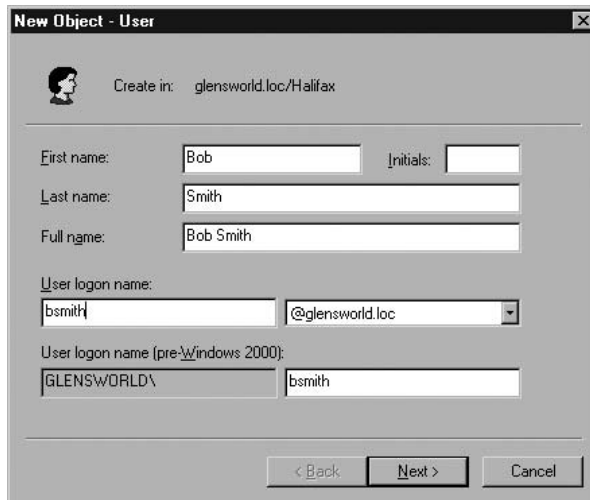 New Object - User
Create in: glensworld.loc/Halifax
First name: Bob Initials:
Last name: Smith
Full name: Bob Smith
User logon name:
bsmith @glensworld.loc
User logon name (pre-Windows 2000):
GLENSWORLD\ bsmith
< Back Next > Cancel